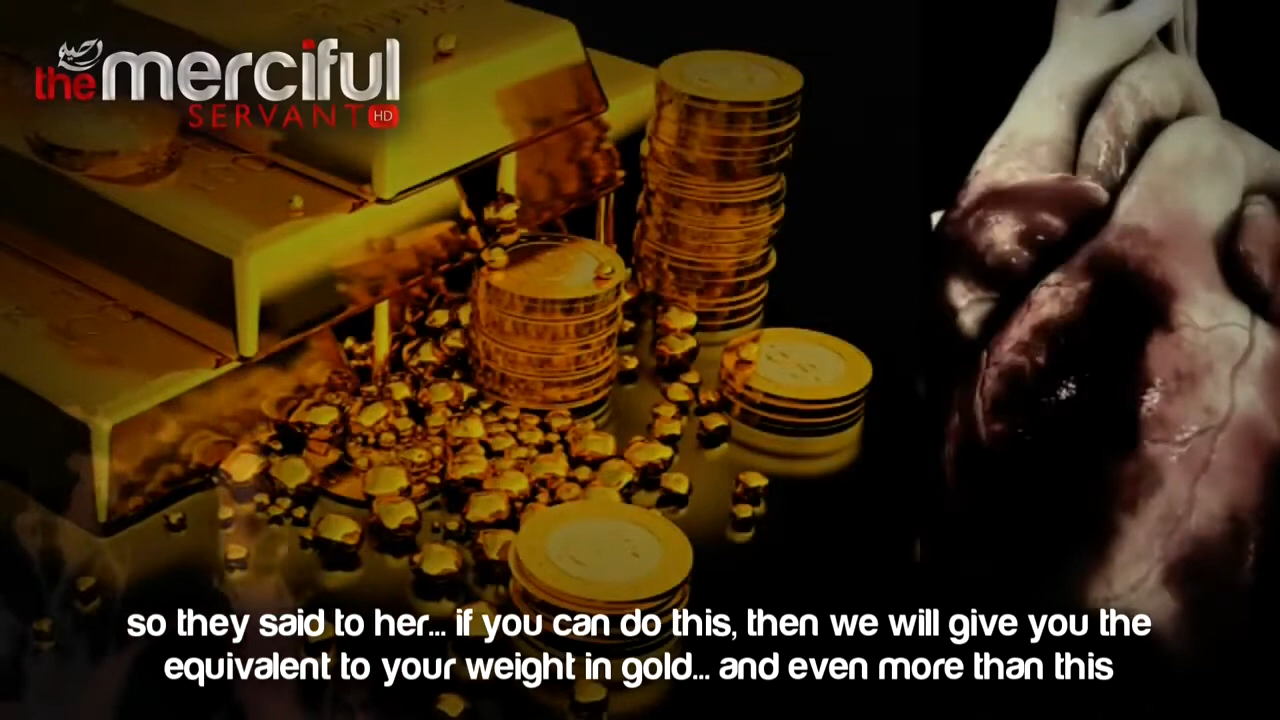 the merciful
SERVANT HD
so they said to her... if you can do this, then we will give you the
equivalent to your weight in gold... and even more than this